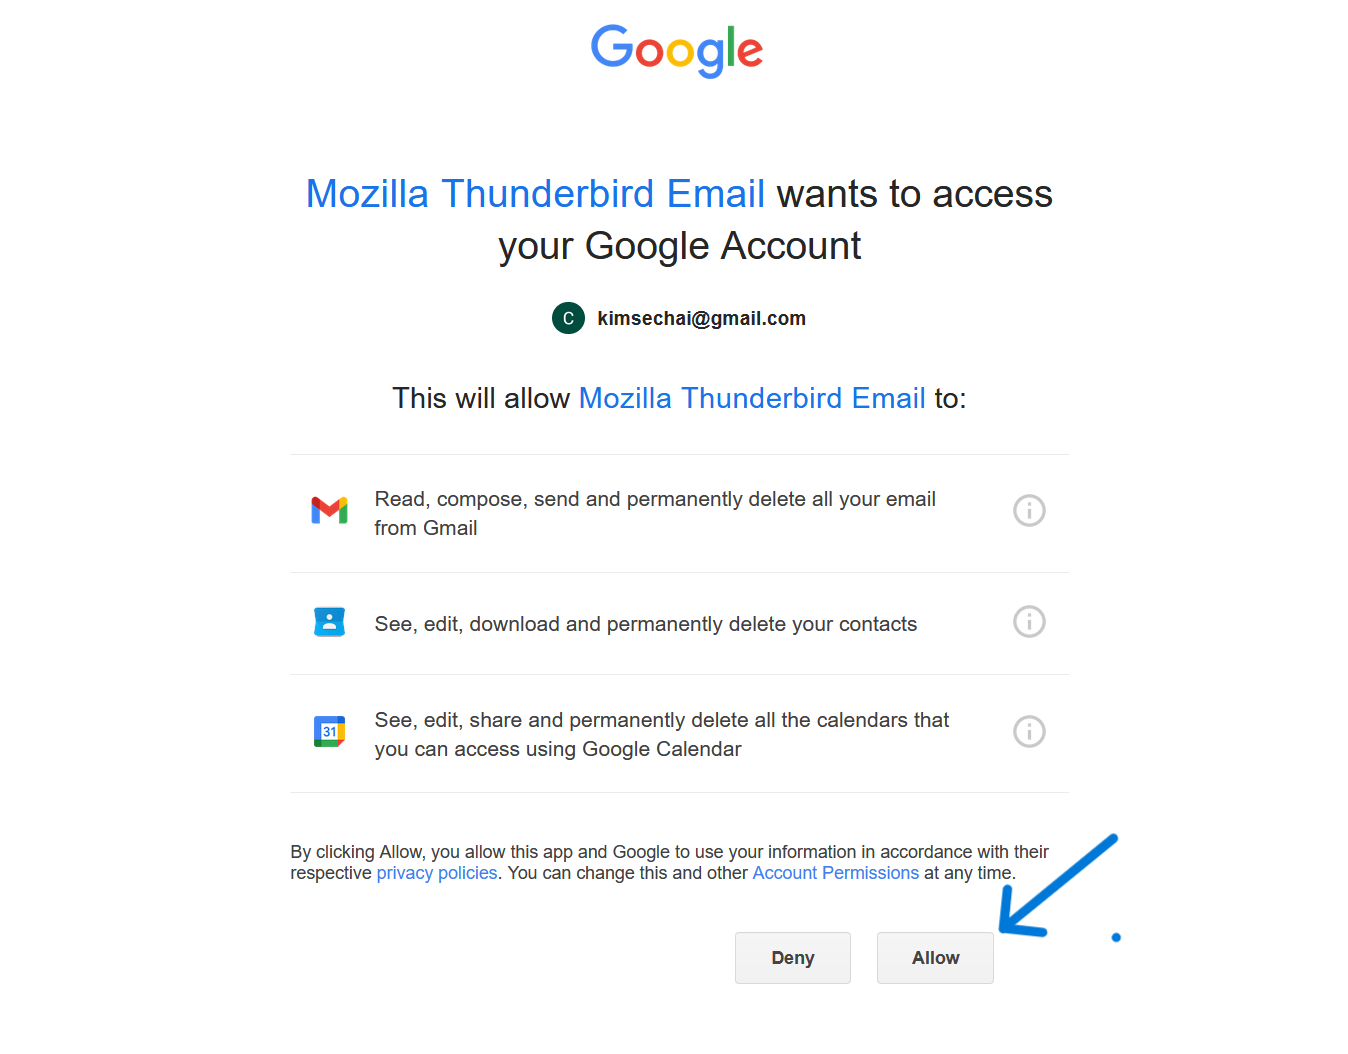 Google
Mozilla Thunderbird Email wants to access
your Google Account
C kimsechai@gmail.com
This will allow Mozilla Thunderbird Email to:
Read, compose, send and permanently delete all your email
from Gmail
See, edit, download and permanently delete your contacts
31
See, edit, share and permanently delete all the calendars that
you can access using Google Calendar
By clicking Allow, you allow this app and Google to use your information in accordance with their
respective privacy policies. You can change this and other Account Permissions at any time.
Deny Allow